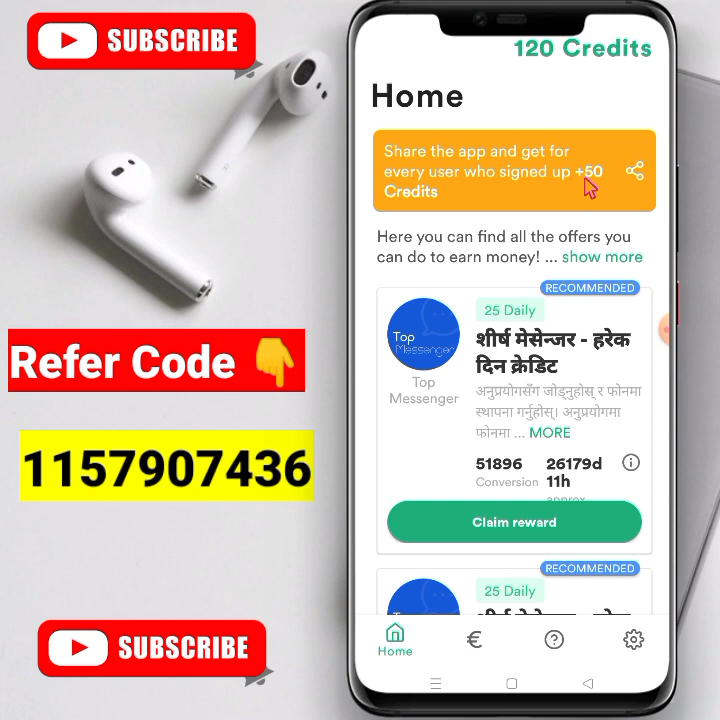 SUBSCRIBE
Refer Code 👇
1157907436
SUBSCRIBE
120 Credits
Home
Share the app and get for
every user who signed up +50
Credits
Here you can find all the offers you
can do to earn money! ... show more
RECOMMENDED
25 Daily
Top
Messenger
शीर्ष मेसेन्जर - हरेक
दिन क्रेडिट
Top
Messenger
अनुप्रयोगसँग जोड्नुहोस् र फोनमा
स्थापना गर्नुहोस्। अनुप्रयोगमा
फोनमा ... MORE
51896
Conversion
26179d
11h
approx
Claim reward
RECOMMENDED
25 Daily
Top
Home